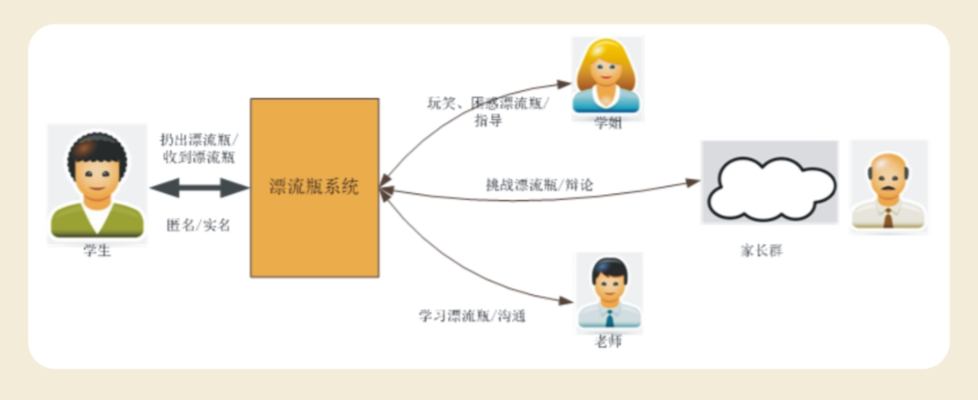 玩笑、困惑漂流瓶/
指导
学姐
扔出漂流瓶/
收到漂流瓶
漂流瓶系统
挑战漂流瓶/辩论
匿名/实名
学生
家长群
学习漂流瓶/沟通
老师